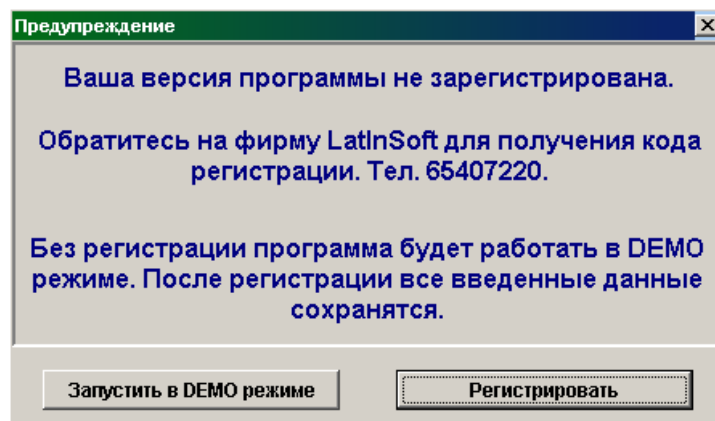 Предупреждение
Ваша версия программы не зарегистрирована.
Обратитесь на фирму LatInSoft для получения кода
регистрации. Тел. 65407220.
Без регистрации программа будет работать в DEMO
режиме. После регистрации все введенные данные
сохранятся.
Запустить в DEMO режиме
Регистрировать